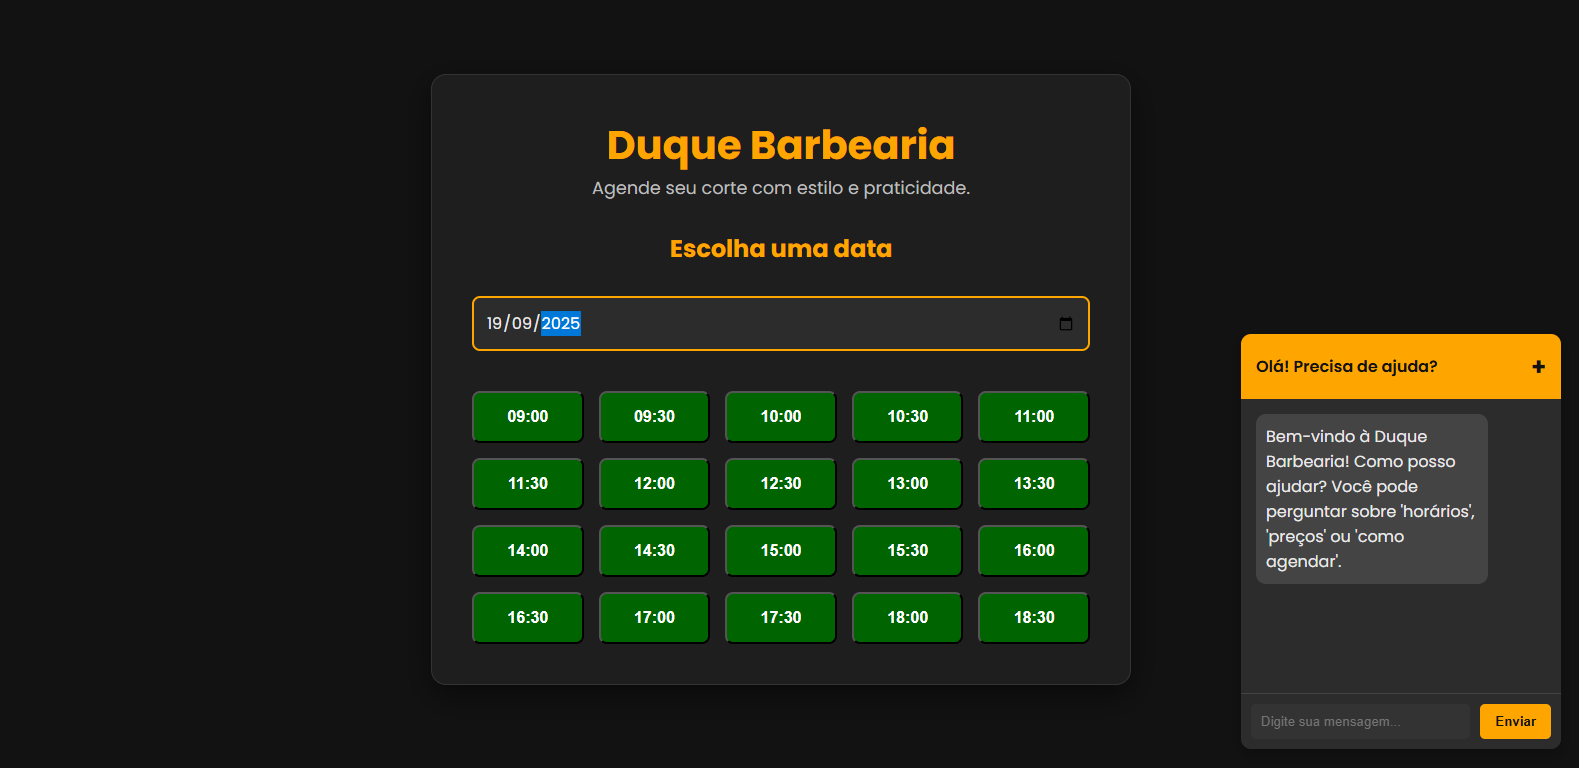 Duque Barbearia
Agende seu corte com estilo e praticidade.
Escolha uma data
19/09/2025
09:00 09:30 10:00 10:30 11:00
11:30 12:00 12:30 13:00 13:30
14:00 14:30 15:00 15:30 16:00
16:30 17:00 17:30 18:00 18:30
Olá! Precisa de ajuda? +
Bem-vindo à Duque
Barbearia! Como posso
ajudar? Você pode
perguntar sobre 'horários',
'preços' ou 'como
agendar'.
Digite sua mensagem... Enviar